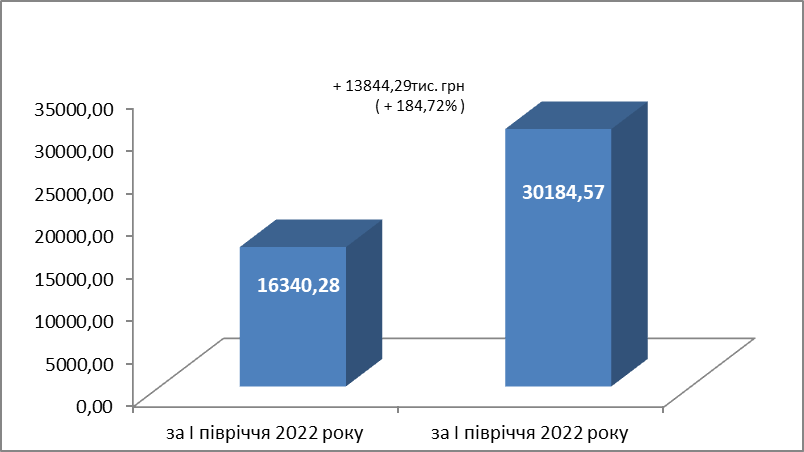 + 13844,29тис. грн
( + 184,72% )
35000,00
30000,00
25000,00
20000,00
15000,00
10000,00
5000,00
0,00
16340,28
30184,57
за І півріччя 2022 року
за І півріччя 2022 року